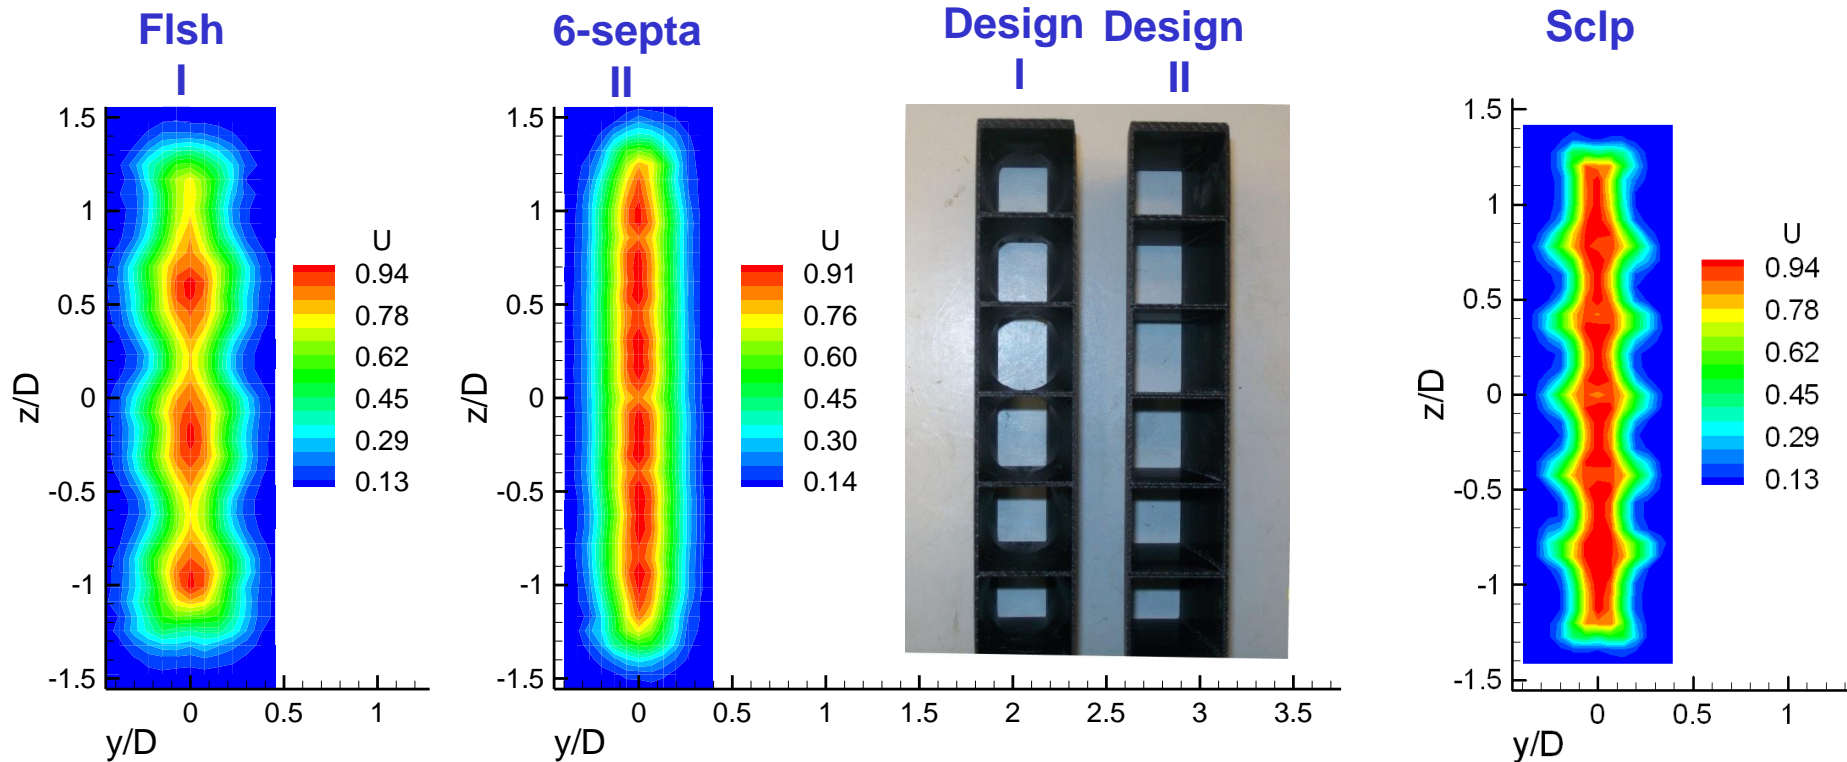 Flsh
I
6-septa
II
Design Design
I II
Sclp
1.5
1
0.5
0
-0.5
-1
-1.5
z/D
0 0.5 1
y/D
U
0.94
0.78
0.62
0.45
0.29
0.13
1.5
1
0.5
0
-0.5
-1
-1.5
z/D
0 0.5 1 1.5 2 2.5 3 3.5
y/D
U
0.91
0.76
0.60
0.45
0.30
0.14
1.5
1
0.5
0
-0.5
-1
-1.5
z/D
0 0.5 1
y/D
U
0.94
0.78
0.62
0.45
0.29
0.13